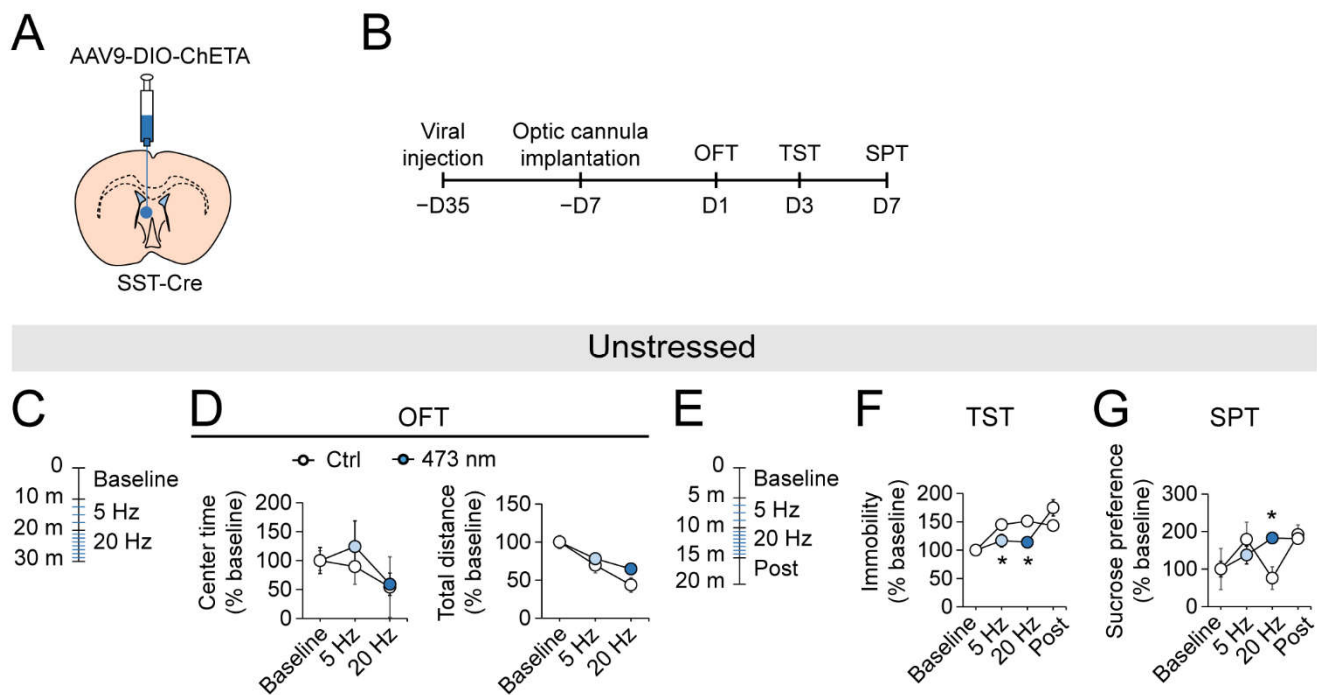 A
AAV9-DIO-ChETA
SST-Cre
B
Viral
injection
Optic cannula
implantation
OFT
TST
SPT
−D35
−D7
D1
D3
D7
Unstressed
C
0
Baseline
10 m
5 Hz
20 m
20 Hz
30 m
D
OFT
Ctrl
473 nm
Center time
(% baseline)
200
150
100
50
0
Baseline
5 Hz
20 Hz
Total distance
(% baseline)
150
100
50
0
Baseline
5 Hz
20 Hz
E
0
Baseline
5 m
5 Hz
10 m
20 Hz
15 m
Post
20 m
F
TST
Immobility
(% baseline)
200
150
100
50
0
* *
Baseline
5 Hz
20 Hz
Post
G
SPT
Sucrose preference
(% baseline)
300
200
100
0
*
Baseline
5 Hz
20 Hz
Post